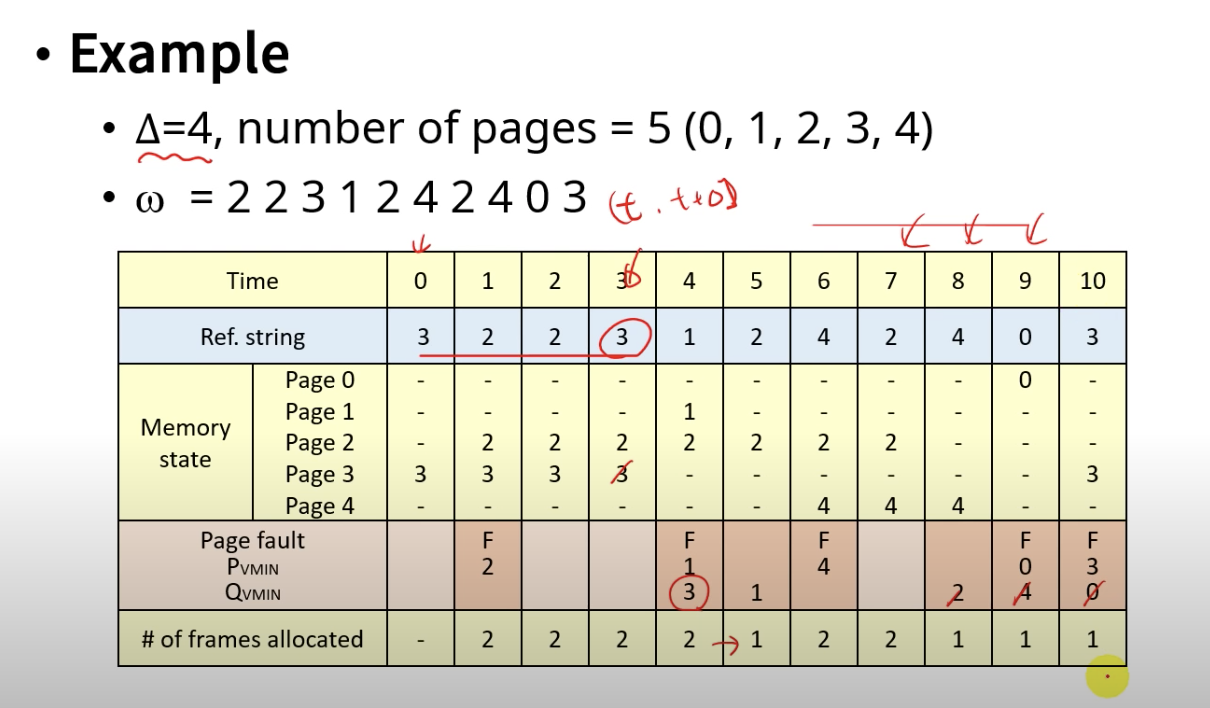 • Example
• Δ=4, number of pages = 5 (0, 1, 2, 3, 4)
• ω = 2 2 3 1 2 4 2 4 0 3 (t, t+Δ]
Time 0 1 2 3 4 5 6 7 8 9 10
Ref. string 3 2 2 3 1 2 4 2 4 0 3
Memory state
Page 0 - - - - - - - - - 0 -
Page 1 - - - - 1 - - - - - -
Page 2 - 2 2 2 2 2 2 2 - - -
Page 3 3 3 3 3 - - - - - - 3
Page 4 - - - - - - 4 4 4 - -
Page fault F F F F F
PVMIN 2 1 4 0 3
QVMIN 3 1 2 4 0
# of frames allocated - 2 2 2 2 1 2 2 1 1 1